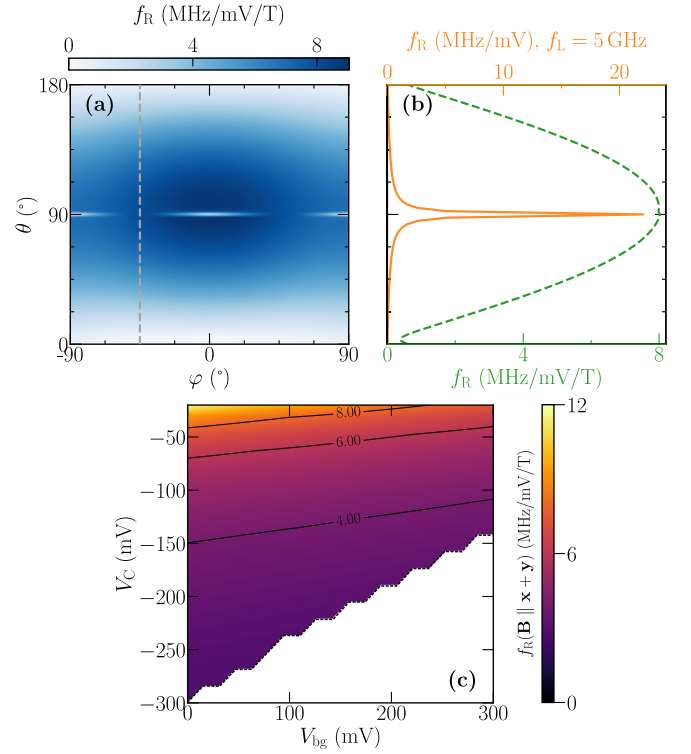 f_R (MHz/mV/T)
0 4 8
f_R (MHz/mV), f_L = 5 GHz
0 10 20
180
90
0
θ (°)
(a)
-90 0 90
φ (°)
(b)
0 4 8
f_R (MHz/mV/T)
−50
−100
−150
−200
−250
−300
V_C (mV)
8.00
6.00
4.00
(c)
0 100 200 300
V_bg (mV)
12
6
0
f_R(B ∥ x + y) (MHz/mV/T)